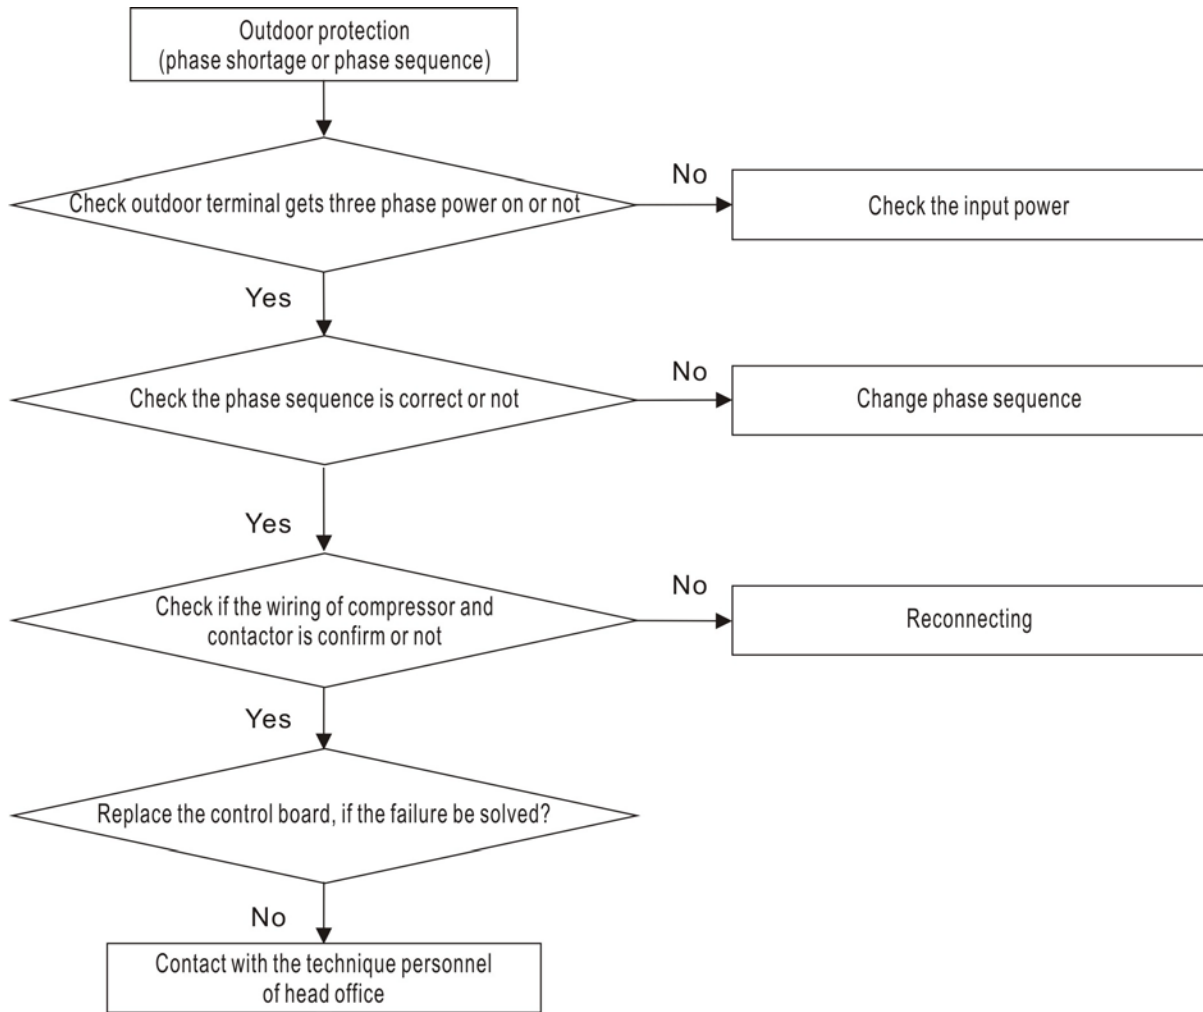 Outdoor protection
(phase shortage or phase sequence)
Check outdoor terminal gets three phase power on or not
No
Check the input power
Yes
Check the phase sequence is correct or not
No
Change phase sequence
Yes
Check if the wiring of compressor and
contactor is confirm or not
No
Reconnecting
Yes
Replace the control board, if the failure be solved?
No
Contact with the technique personnel
of head office